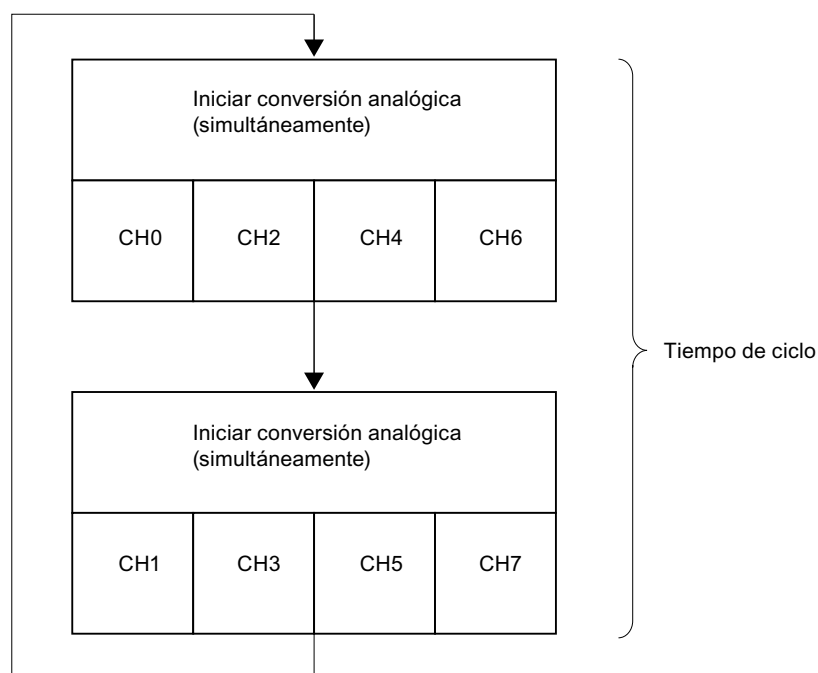 Iniciar conversión analógica
(simultáneamente)
CH0
CH2
CH4
CH6
Tiempo de ciclo
Iniciar conversión analógica
(simultáneamente)
CH1
CH3
CH5
CH7